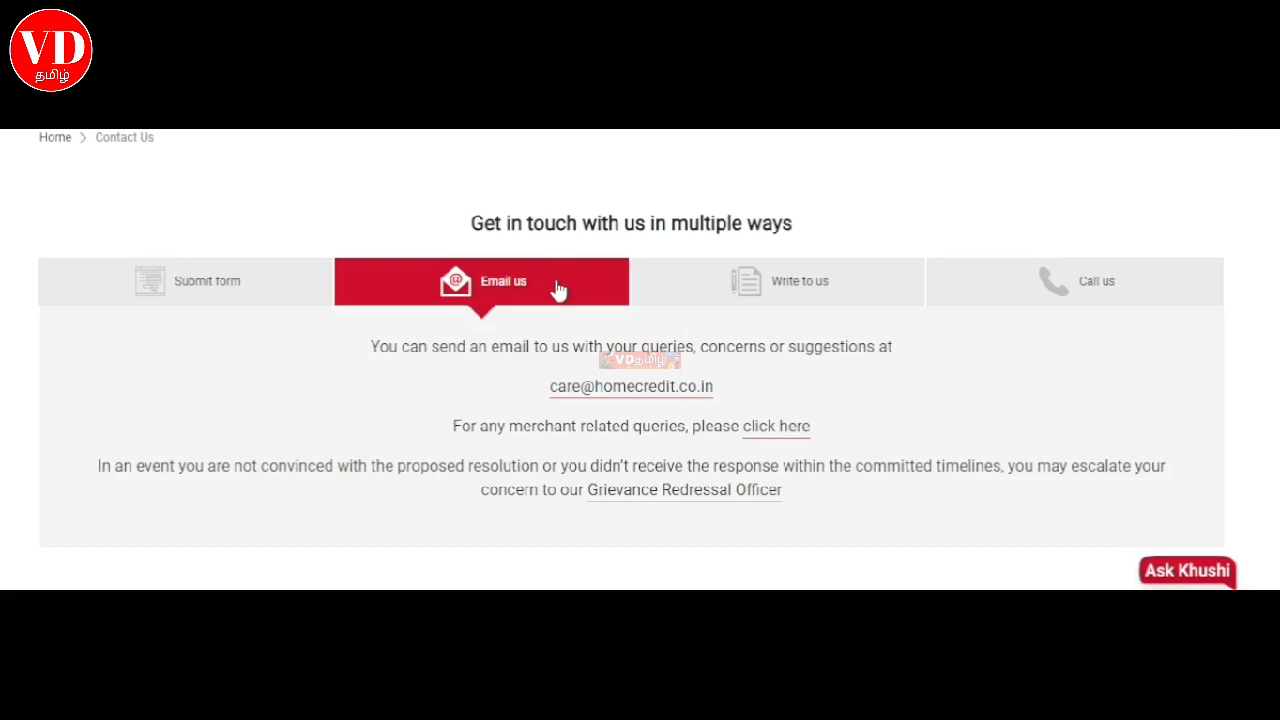 VD
தமிழ்
Home > Contact Us
Get in touch with us in multiple ways
Submit form
Email us
Write to us
Call us
You can send an email to us with your queries, concerns or suggestions at
VDதமிழ்
care@homecredit.co.in
For any merchant related queries, please click here
In an event you are not convinced with the proposed resolution or you didn't receive the response within the committed timelines, you may escalate your
concern to our Grievance Redressal Officer
Ask Khushi